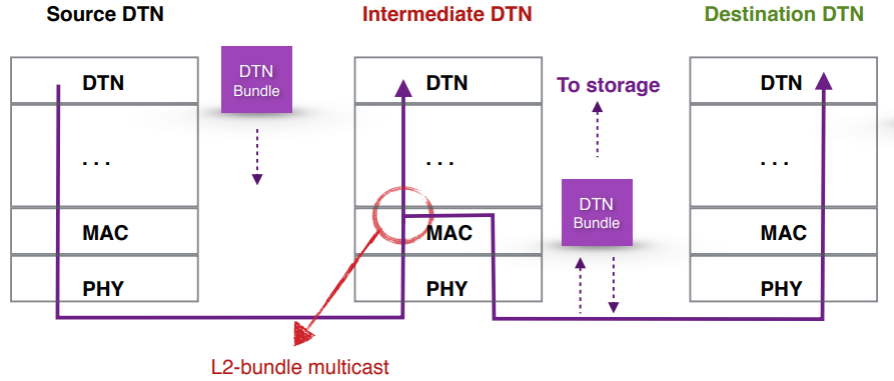 Source DTN
Intermediate DTN
Destination DTN
DTN
DTN
Bundle
DTN
To storage
DTN
. . .
. . .
. . .
DTN
Bundle
MAC
MAC
MAC
PHY
PHY
PHY
L2-bundle multicast